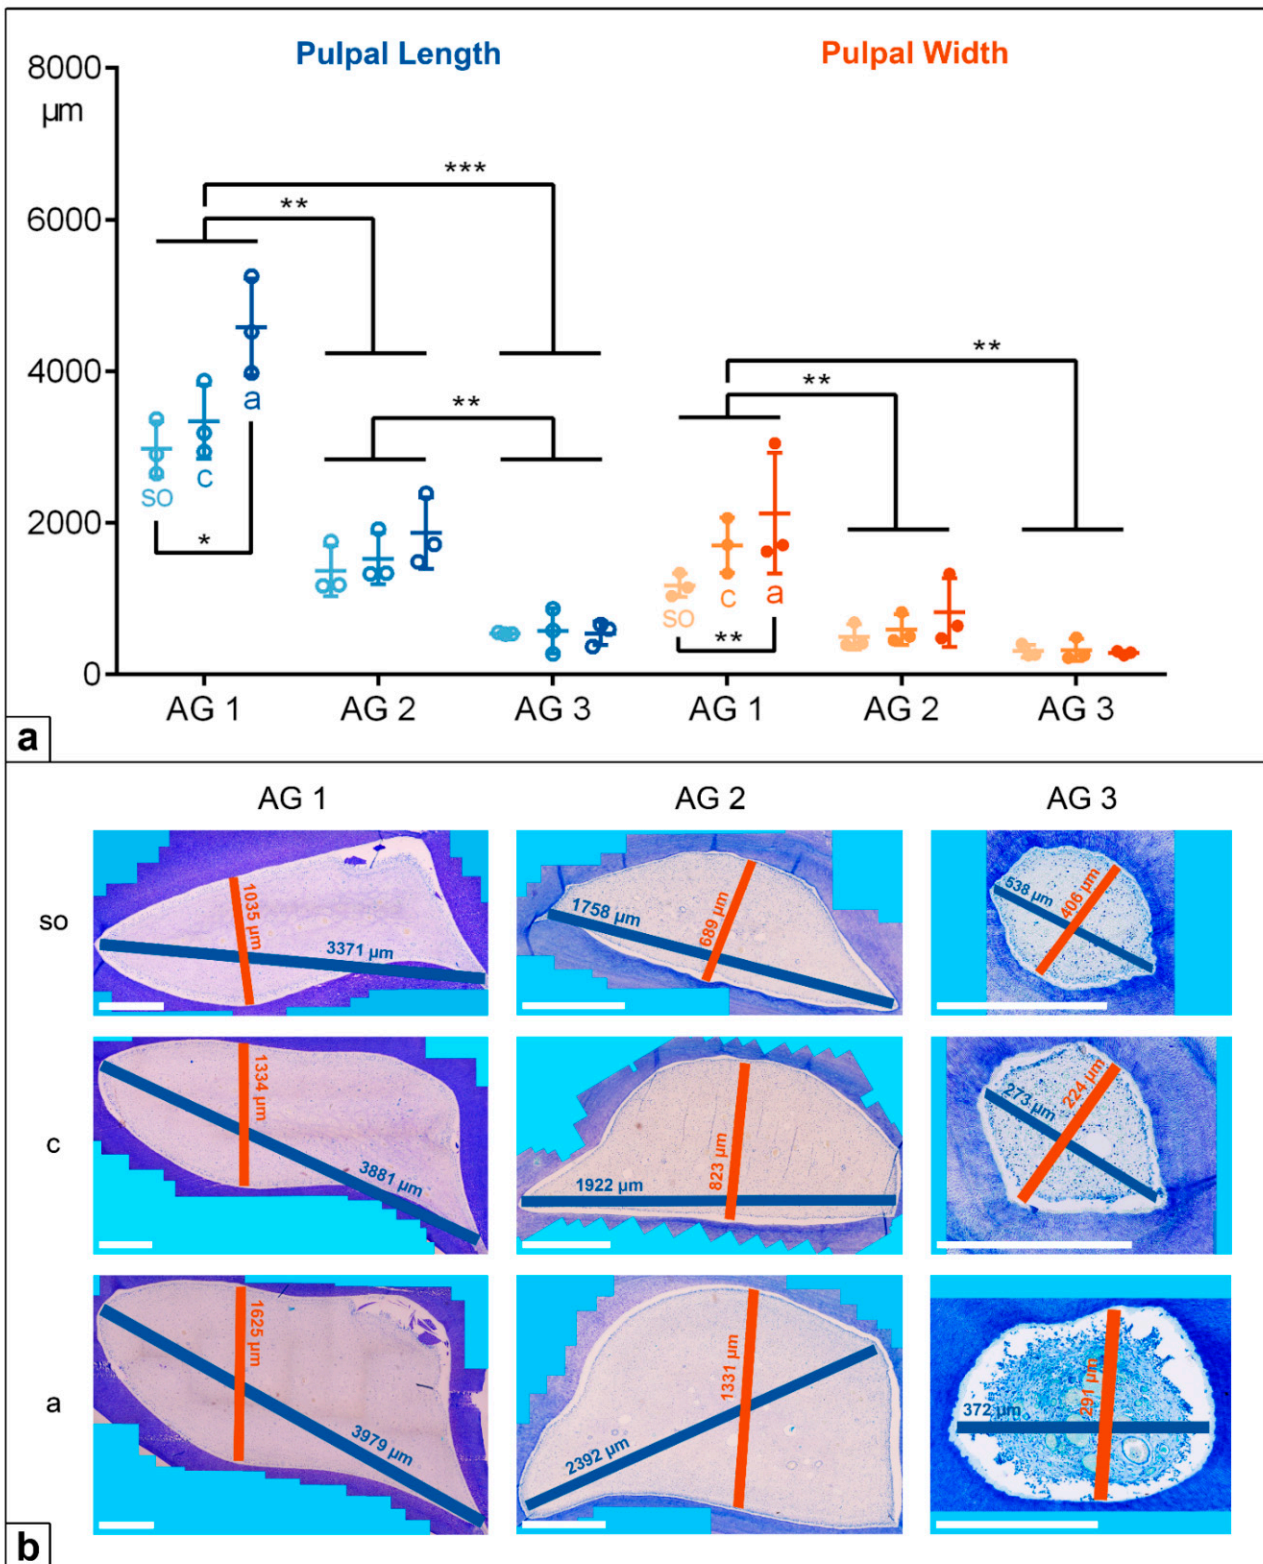 Pulpal Length Pulpal Width
8000
µm
***
6000
** 
**
4000
**
a
**
c
so
2000
*
so c a
**
0
AG 1 AG 2 AG 3 AG 1 AG 2 AG 3
a
AG 1 AG 2 AG 3
so
1035 µm
3371 µm
1758 µm
689 µm
538 µm
406 µm
c
1334 µm
3881 µm
1922 µm
823 µm
273 µm
224 µm
a
1625 µm
3979 µm
2392 µm
1331 µm
372 µm
291 µm
b